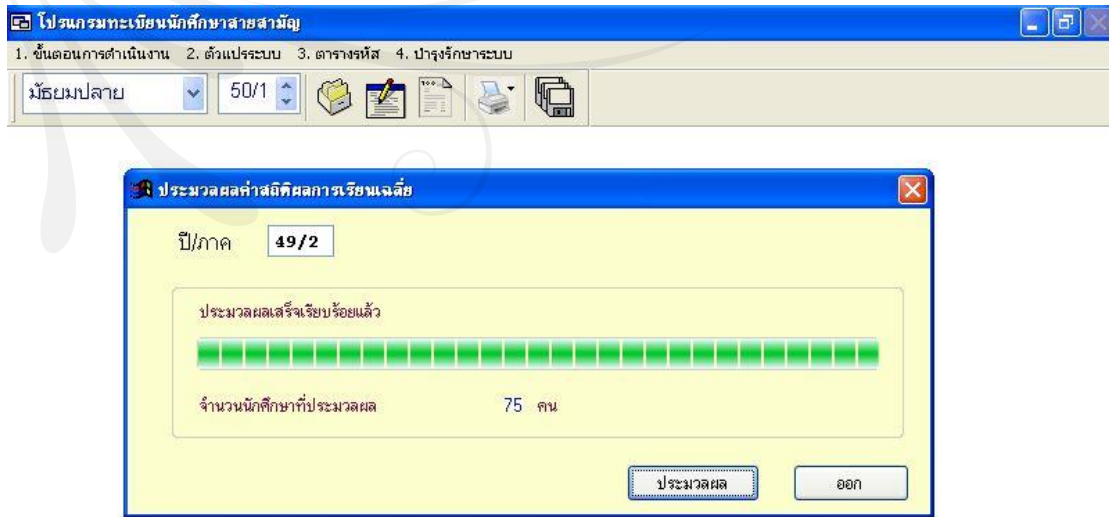 โปรแกรมทะเบียนนักศึกษาสายสามัญ
1. ขั้นตอนการดำเนินงาน 2. ตัวแปรระบบ 3. ตารางรหัส 4. บำรุงรักษาระบบ
มัธยมปลาย 50/1
ประมวลผลค่าสถิติผลการเรียนเฉลี่ย
ปี/ภาค 49/2
ประมวลผลเสร็จเรียบร้อยแล้ว
จำนวนนักศึกษาที่ประมวลผล 75 คน
ประมวลผล ออก